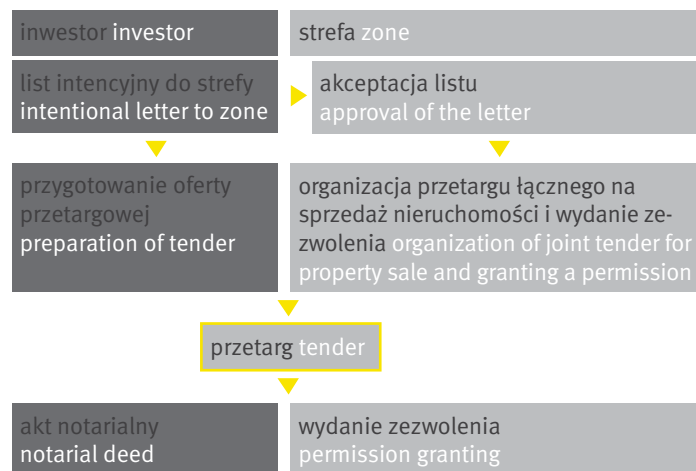 inwestor investor
strefa zone
list intencyjny do strefy
intentional letter to zone
akceptacja listu
approval of the letter
przygotowanie oferty
przetargowej
preparation of tender
organizacja przetargu łącznego na
sprzedaż nieruchomości i wydanie ze-
zwolenia organization of joint tender for
property sale and granting a permission
przetarg tender
akt notarialny
notarial deed
wydanie zezwolenia
permission granting